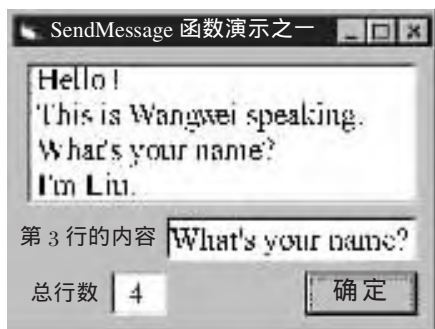 SendMessage 函数演示之一
Hello !
This is Wangwei speaking.
What's your name?
I'm Liu.
第 3 行的内容 What's your name?
总行数 4 确定